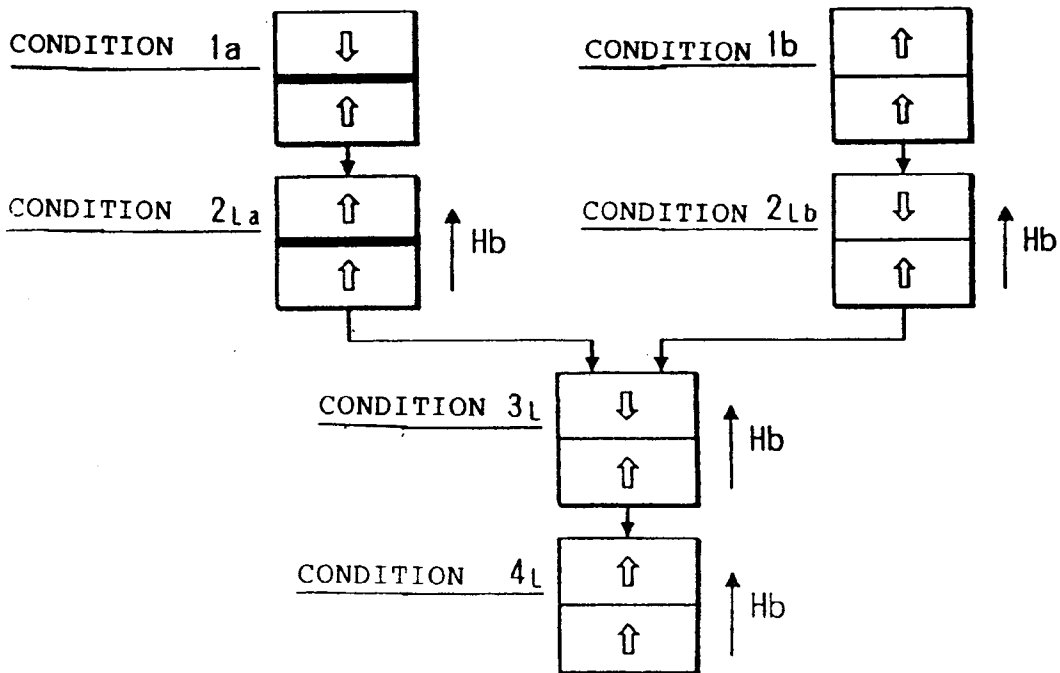 CONDITION 1a
CONDITION 1b
CONDITION 2La
Hb
CONDITION 2Lb
Hb
CONDITION 3L
Hb
CONDITION 4L
Hb